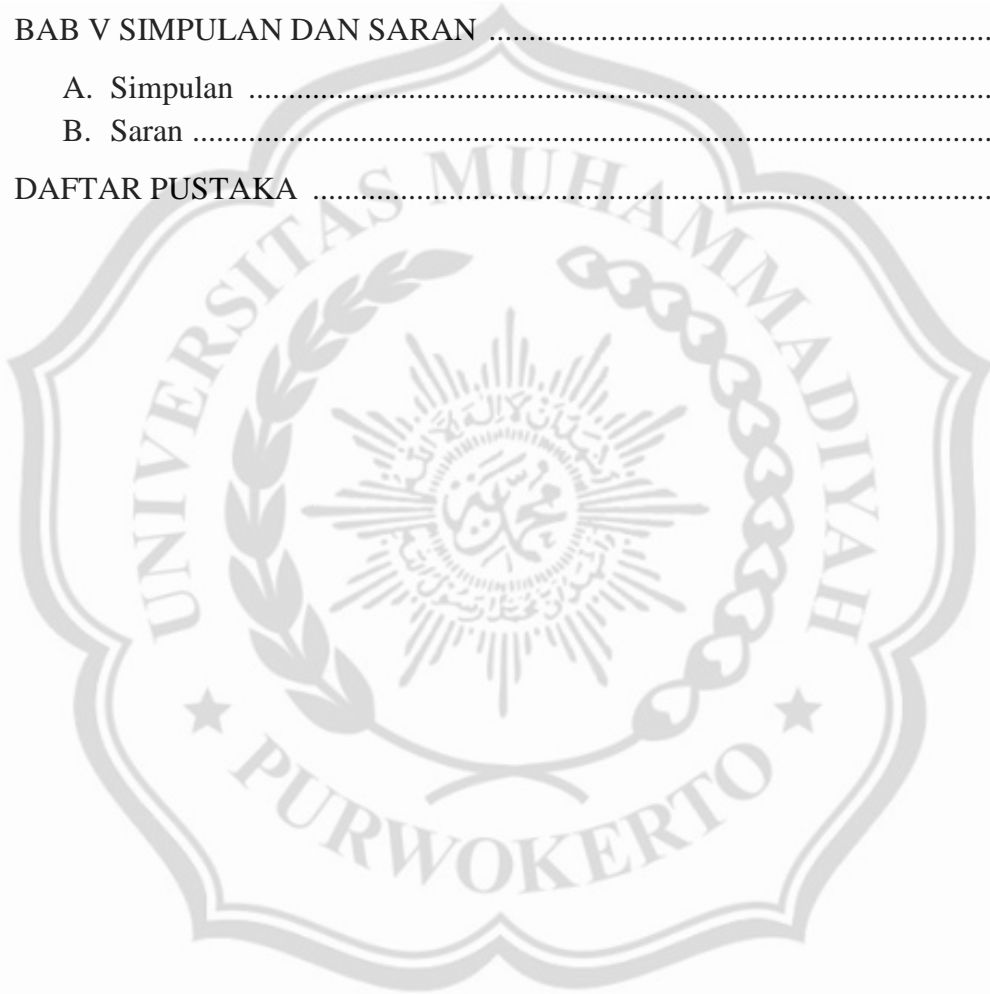 BAB V SIMPULAN DAN SARAN ..............................................................
A. Simpulan ............................................................................................
B. Saran ...................................................................................................
DAFTAR PUSTAKA ....................................................................................
UNIVERSITAS MUHAMMADIYAH
PURWOKERTO